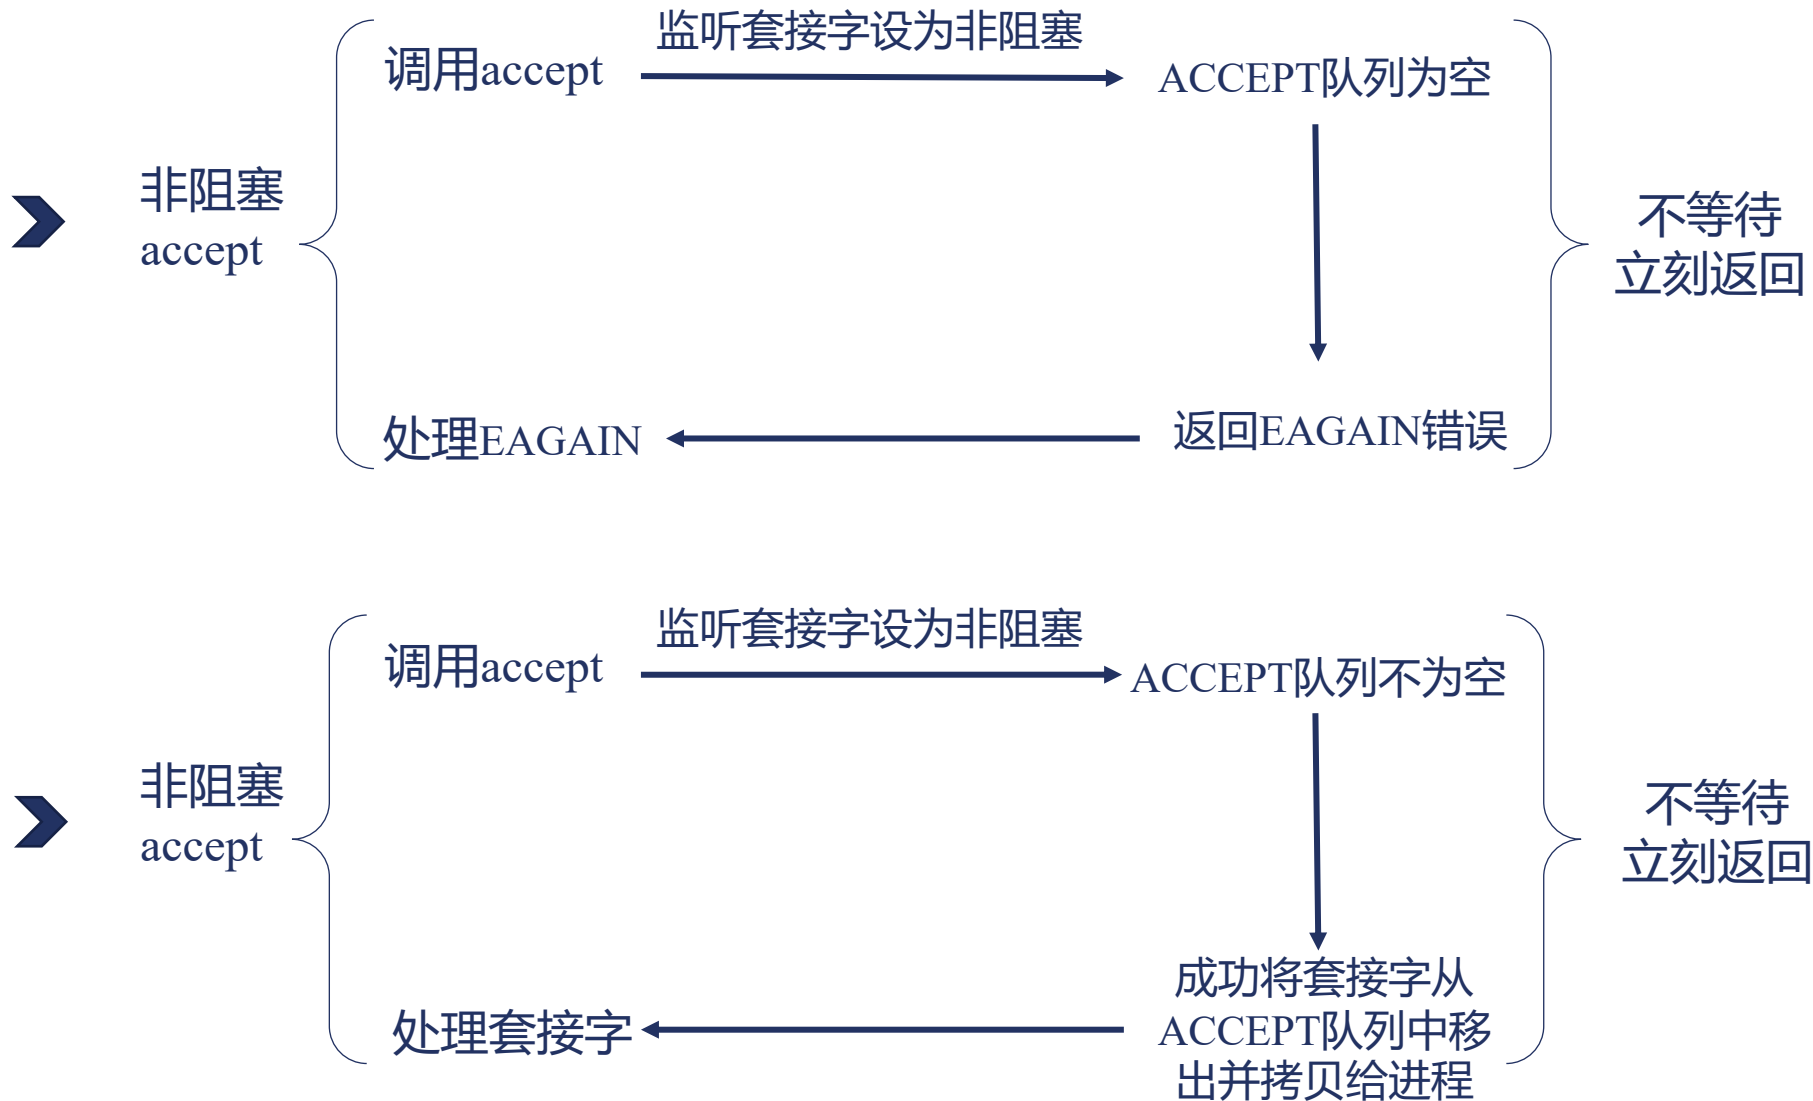 非阻塞
accept
调用accept
监听套接字设为非阻塞
ACCEPT队列为空
返回EAGAIN错误
处理EAGAIN
不等待
立刻返回
非阻塞
accept
调用accept
监听套接字设为非阻塞
ACCEPT队列不为空
成功将套接字从
ACCEPT队列中移
出并拷贝给进程
处理套接字
不等待
立刻返回